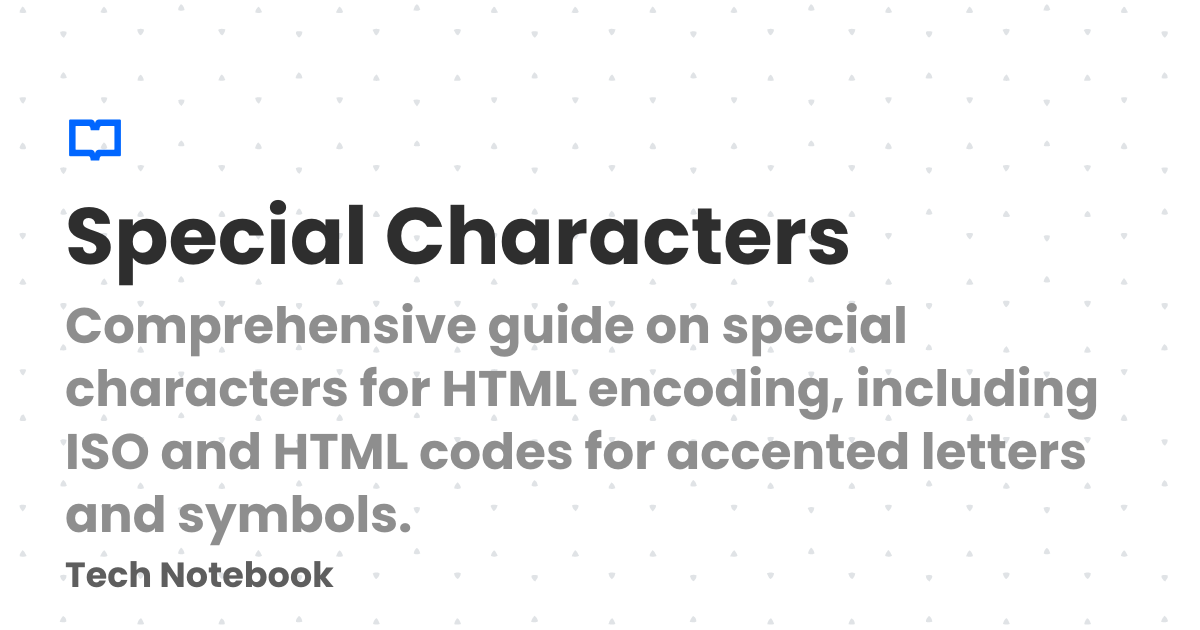 Special Characters
Comprehensive guide on special
characters for HTML encoding, including
ISO and HTML codes for accented letters
and symbols.
Tech Notebook